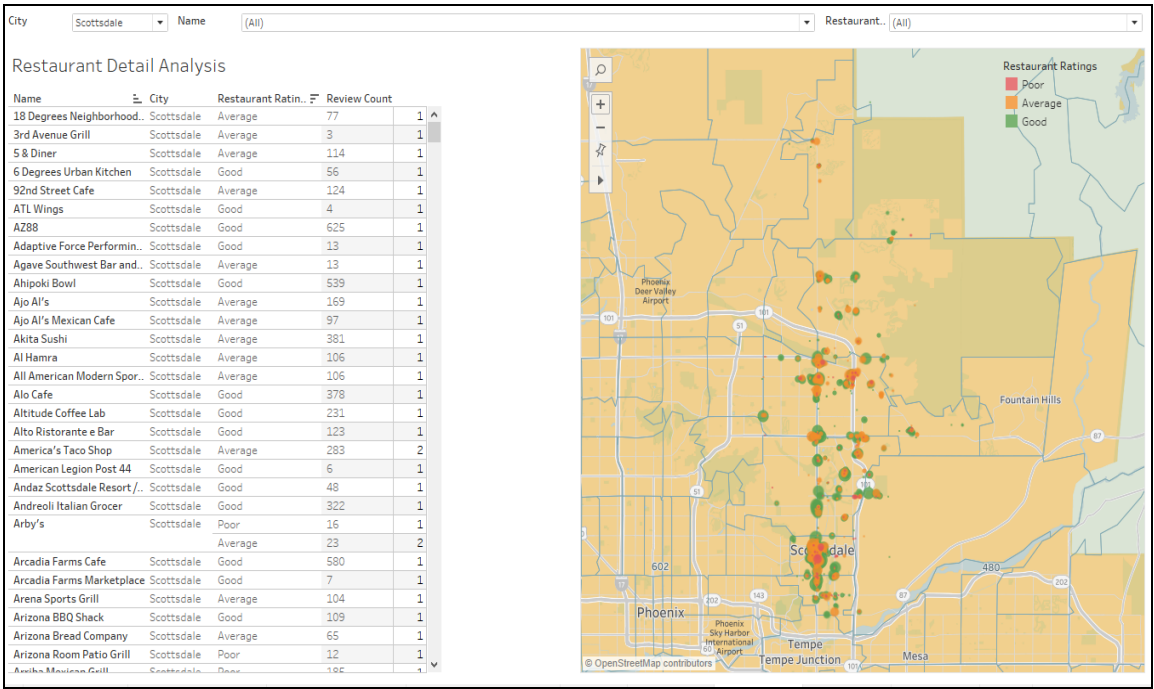 City Scottsdale Name (All) Restaurant.. (All)
Restaurant Detail Analysis
Name City Restaurant Ratin.. Review Count
18 Degrees Neighborhood.. Scottsdale Average 77 1
3rd Avenue Grill Scottsdale Average 3 1
5 & Diner Scottsdale Average 114 1
6 Degrees Urban Kitchen Scottsdale Good 56 1
92nd Street Cafe Scottsdale Average 124 1
ATL Wings Scottsdale Good 4 1
AZ88 Scottsdale Good 625 1
Adaptive Force Performin.. Scottsdale Good 13 1
Agave Southwest Bar and.. Scottsdale Average 13 1
Ahipoki Bowl Scottsdale Good 539 1
Ajo Al's Scottsdale Average 169 1
Ajo Al's Mexican Cafe Scottsdale Average 97 1
Akita Sushi Scottsdale Average 381 1
Al Hamra Scottsdale Average 106 1
All American Modern Spor.. Scottsdale Average 106 1
Alo Cafe Scottsdale Good 378 1
Altitude Coffee Lab Scottsdale Good 231 1
Alto Ristorante e Bar Scottsdale Good 123 1
America's Taco Shop Scottsdale Average 283 2
American Legion Post 44 Scottsdale Good 6 1
Andaz Scottsdale Resort /.. Scottsdale Good 48 1
Andreoli Italian Grocer Scottsdale Good 322 1
Arby's Scottsdale Poor 16 1
Average 23 2
Arcadia Farms Cafe Scottsdale Good 580 1
Arcadia Farms Marketplace Scottsdale Good 7 1
Arena Sports Grill Scottsdale Average 104 1
Arizona BBQ Shack Scottsdale Good 109 1
Arizona Bread Company Scottsdale Average 65 1
Arizona Room Patio Grill Scottsdale Poor 12 1
Arriba Mexican Grill Scottsdale Poor 185 1
Restaurant Ratings
Poor
Average
Good
Phoenix
Deer Valley
Airport
101
101
51
17
Fountain Hills
87
51
101
Scottsdale
602
480
17
202
143
87
202
Phoenix
Phoenix
Sky Harbor
International
Airport
60
Tempe
Tempe Junction
101
Mesa
© OpenStreetMap contributors